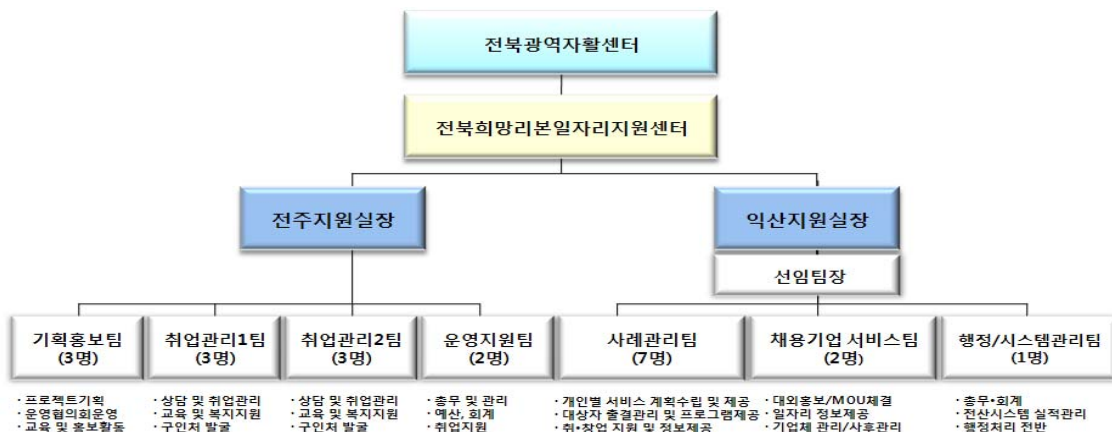 전북광역자활센터
전북희망리본일자리지원센터
전주지원실장
익산지원실장
선임팀장
기획홍보팀
(3명)
취업관리1팀
(3명)
취업관리2팀
(3명)
운영지원팀
(2명)
사례관리팀
(7명)
채용기업 서비스팀
(2명)
행정/시스템관리팀
(1명)
· 프로젝트기획
· 운영협의회운영
· 교육 및 홍보활동
· 상담 및 취업관리
· 교육 및 복지지원
· 구인처 발굴
· 상담 및 취업관리
· 교육 및 복지지원
· 구인처 발굴
· 총무 및 관리
· 예산, 회계
· 취업지원
· 개인별 서비스 계획수립 및 제공
· 대상자 출결관리 및 프로그램제공
· 취•창업 지원 및 정보제공
· 대외홍보/MOU체결
· 일자리 정보제공
· 기업체 관리/사후관리
· 총무•회계
· 전산시스템 실적관리
· 행정처리 전반